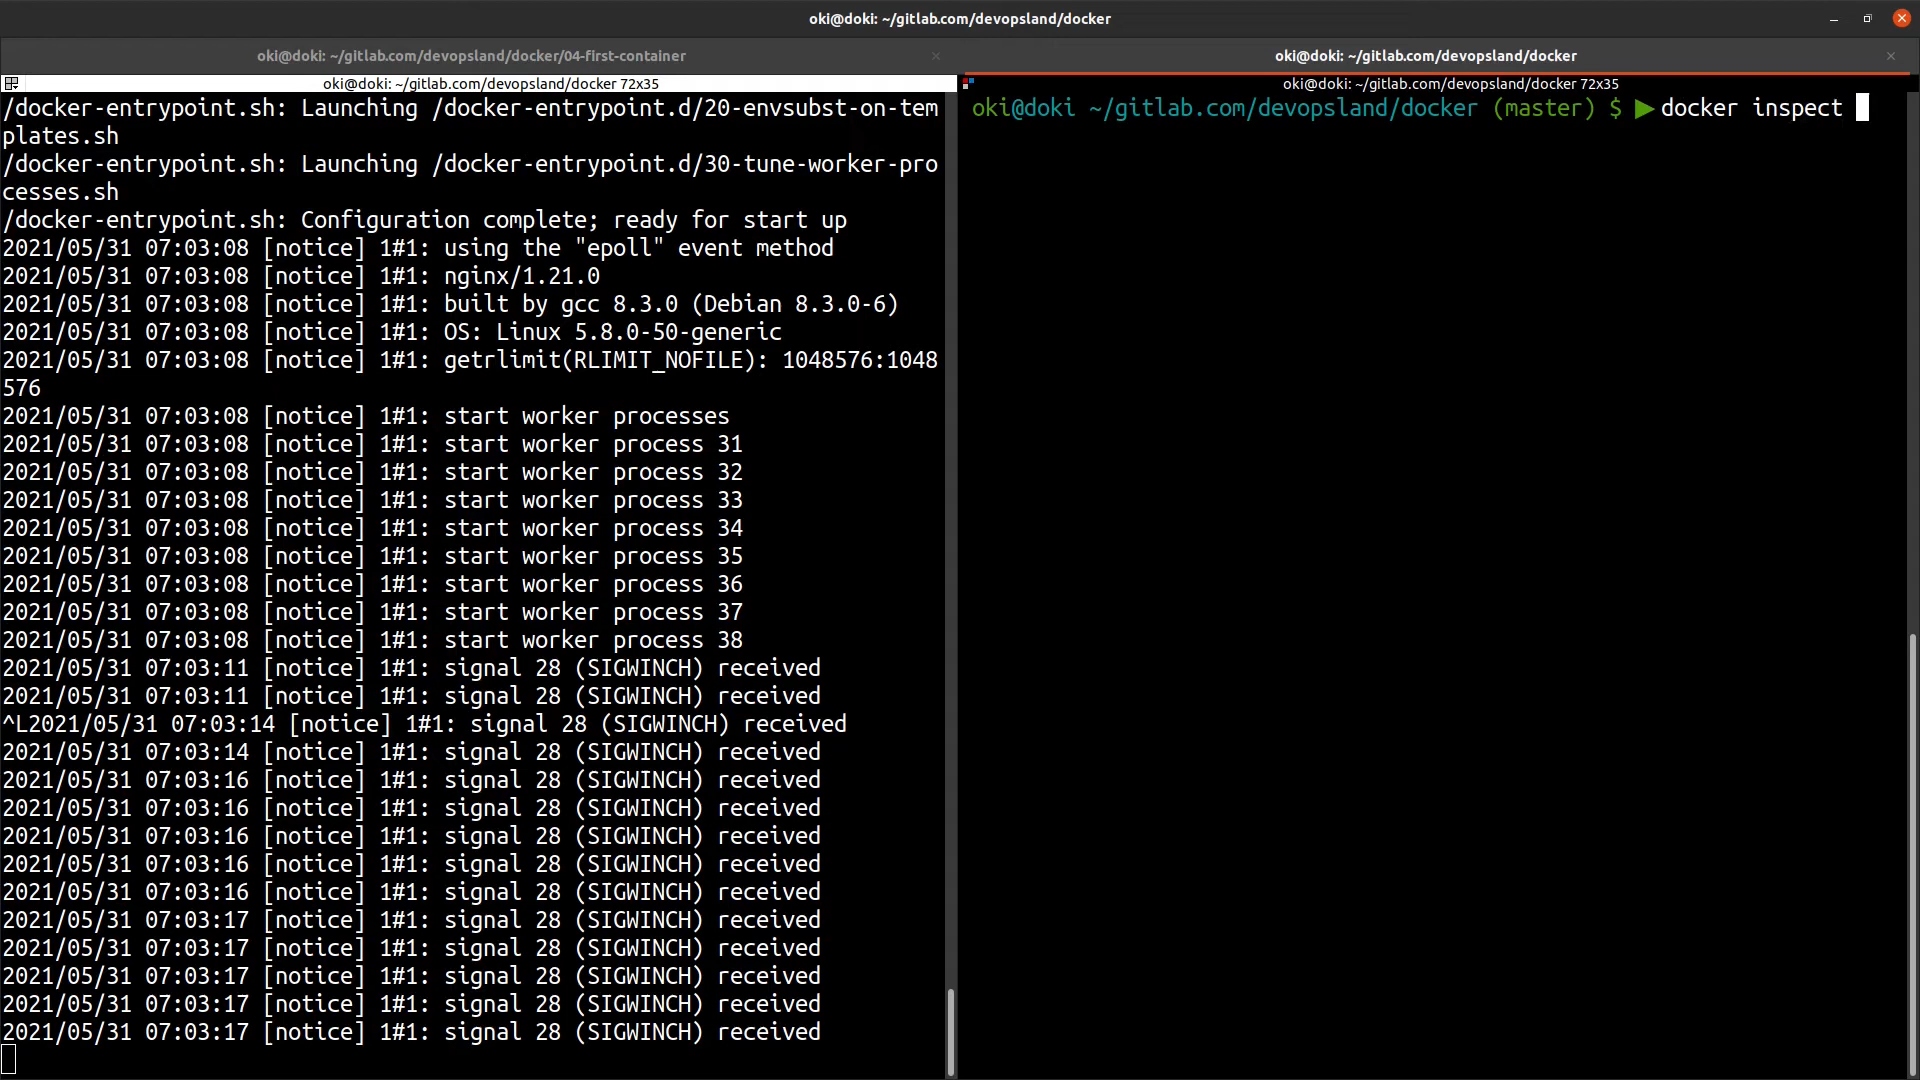 oki@doki: ~/gitlab.com/devopsland/docker
oki@doki: ~/gitlab.com/devopsland/docker/04-first-container
oki@doki: ~/gitlab.com/devopsland/docker
oki@doki: ~/gitlab.com/devopsland/docker 72x35
/docker-entrypoint.sh: Launching /docker-entrypoint.d/20-envsubst-on-tem
plates.sh
/docker-entrypoint.sh: Launching /docker-entrypoint.d/30-tune-worker-pro
cesses.sh
/docker-entrypoint.sh: Configuration complete; ready for start up
2021/05/31 07:03:08 [notice] 1#1: using the "epoll" event method
2021/05/31 07:03:08 [notice] 1#1: nginx/1.21.0
2021/05/31 07:03:08 [notice] 1#1: built by gcc 8.3.0 (Debian 8.3.0-6)
2021/05/31 07:03:08 [notice] 1#1: OS: Linux 5.8.0-50-generic
2021/05/31 07:03:08 [notice] 1#1: getrlimit(RLIMIT_NOFILE): 1048576:1048
576
2021/05/31 07:03:08 [notice] 1#1: start worker processes
2021/05/31 07:03:08 [notice] 1#1: start worker process 31
2021/05/31 07:03:08 [notice] 1#1: start worker process 32
2021/05/31 07:03:08 [notice] 1#1: start worker process 33
2021/05/31 07:03:08 [notice] 1#1: start worker process 34
2021/05/31 07:03:08 [notice] 1#1: start worker process 35
2021/05/31 07:03:08 [notice] 1#1: start worker process 36
2021/05/31 07:03:08 [notice] 1#1: start worker process 37
2021/05/31 07:03:08 [notice] 1#1: start worker process 38
2021/05/31 07:03:11 [notice] 1#1: signal 28 (SIGWINCH) received
2021/05/31 07:03:11 [notice] 1#1: signal 28 (SIGWINCH) received
^L2021/05/31 07:03:14 [notice] 1#1: signal 28 (SIGWINCH) received
2021/05/31 07:03:14 [notice] 1#1: signal 28 (SIGWINCH) received
2021/05/31 07:03:16 [notice] 1#1: signal 28 (SIGWINCH) received
2021/05/31 07:03:16 [notice] 1#1: signal 28 (SIGWINCH) received
2021/05/31 07:03:16 [notice] 1#1: signal 28 (SIGWINCH) received
2021/05/31 07:03:16 [notice] 1#1: signal 28 (SIGWINCH) received
2021/05/31 07:03:16 [notice] 1#1: signal 28 (SIGWINCH) received
2021/05/31 07:03:17 [notice] 1#1: signal 28 (SIGWINCH) received
2021/05/31 07:03:17 [notice] 1#1: signal 28 (SIGWINCH) received
2021/05/31 07:03:17 [notice] 1#1: signal 28 (SIGWINCH) received
2021/05/31 07:03:17 [notice] 1#1: signal 28 (SIGWINCH) received
2021/05/31 07:03:17 [notice] 1#1: signal 28 (SIGWINCH) received
oki@doki: ~/gitlab.com/devopsland/docker 72x35
oki@doki ~/gitlab.com/devopsland/docker (master) $ ▶docker inspect